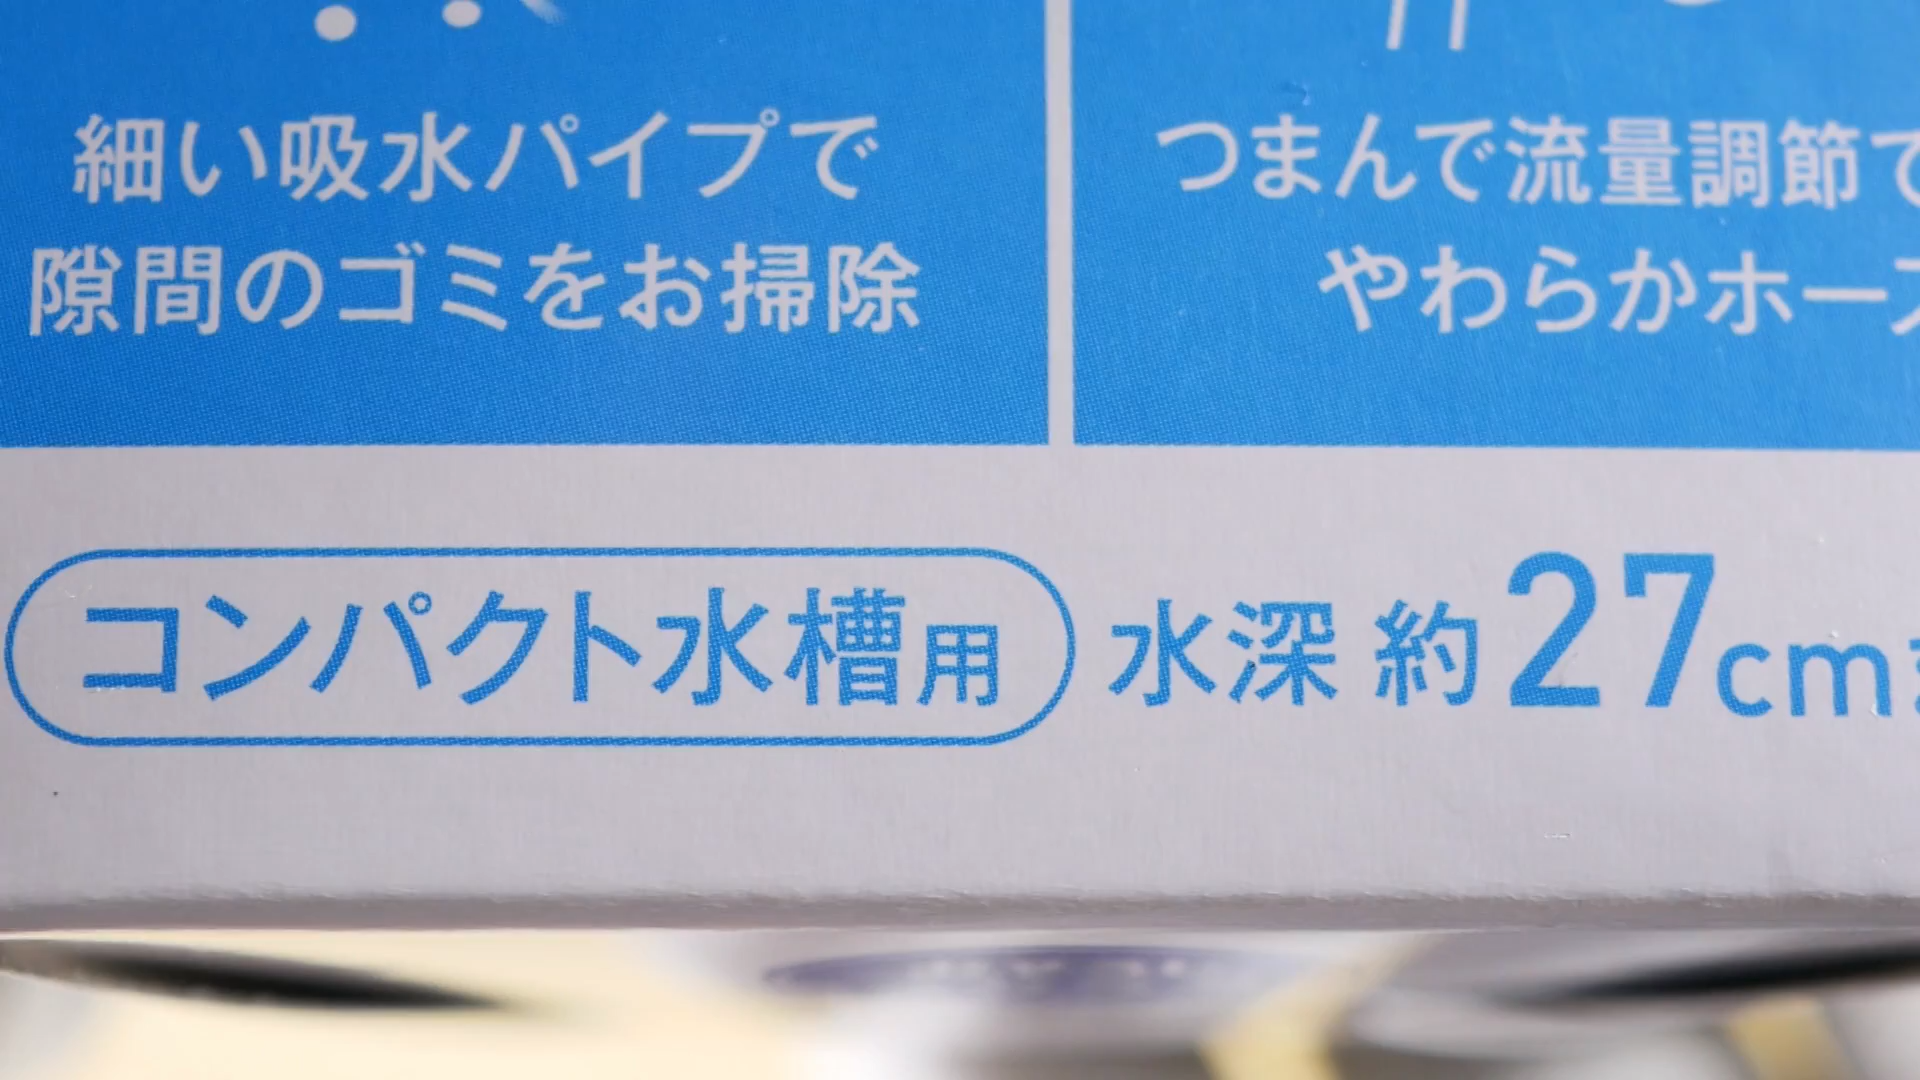 細い吸水パイプで
隙間のゴミをお掃除
つまんで流量調節で
やわらかホース
コンパクト水槽用
水深 約27cm